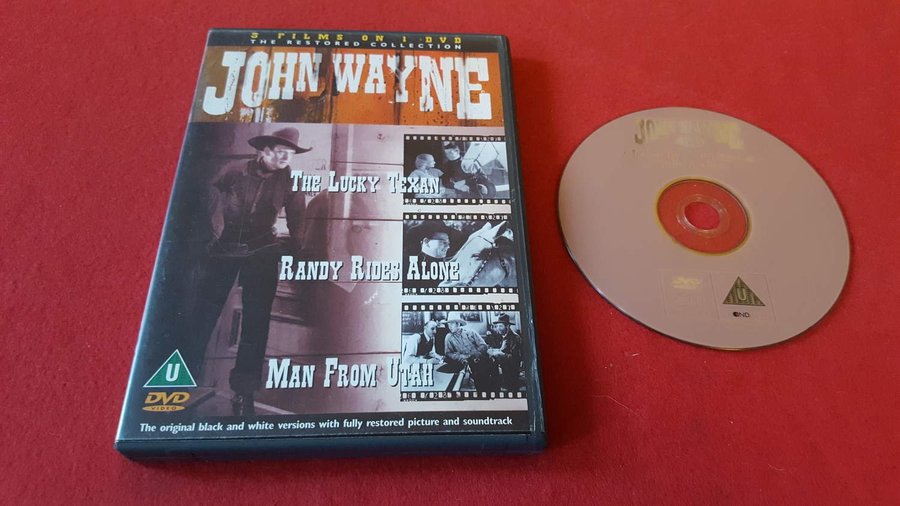 3 FILMS ON 1 DVD
THE RESTORED COLLECTION
JOHN WAYNE
THE LUCKY TEXAN
RANDY RIDES ALONE
MAN FROM UTAH
U
DVD
VIDEO
The original black and white versions with fully restored picture and soundtrack
JOHN
DVD
U